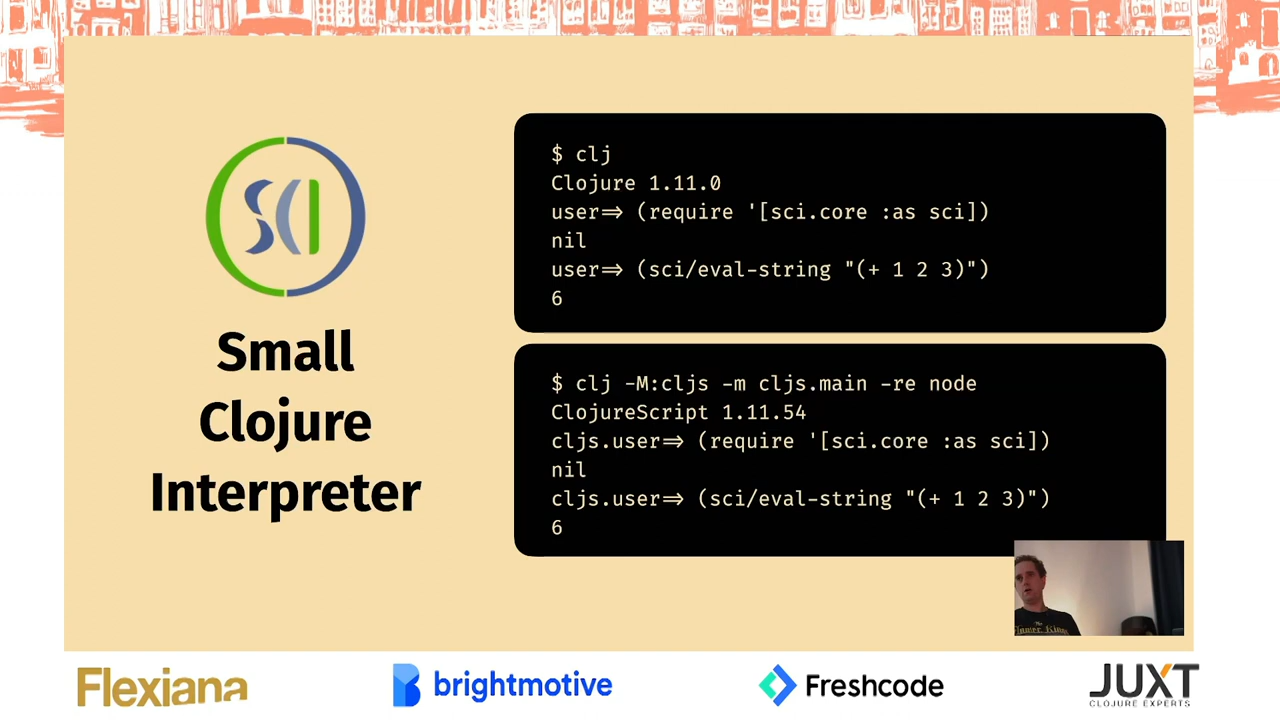 SCI
Small
Clojure
Interpreter
$ clj
Clojure 1.11.0
user=> (require '[sci.core :as sci])
nil
user=> (sci/eval-string "(+ 1 2 3)")
6
$ clj -M:cljs -m cljs.main -re node
ClojureScript 1.11.54
cljs.user=> (require '[sci.core :as sci])
nil
cljs.user=> (sci/eval-string "(+ 1 2 3)")
6
Flexiana
brightmotive
Freshcode
JUXT
CLOJURE EXPERTS